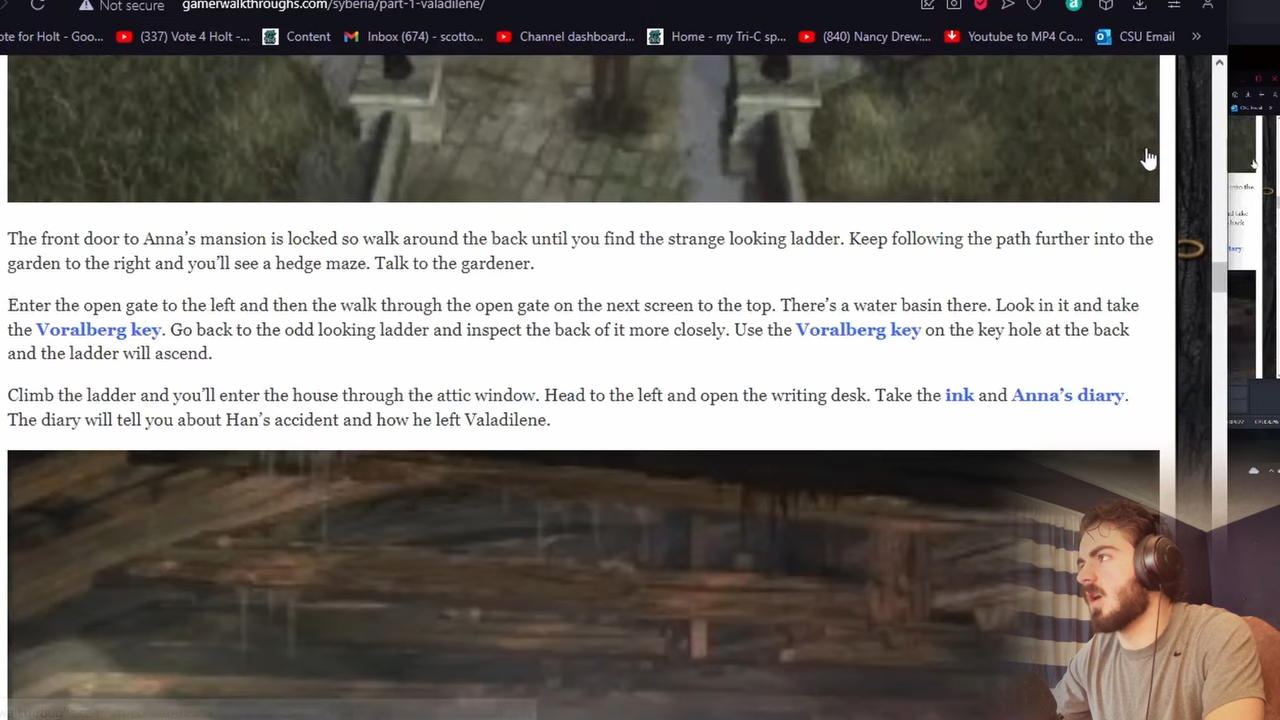 Not secure gamerwalkthroughs.com/syberia/part-1-valadilene/
ote for Holt - Goo... (337) Vote 4 Holt -... Content Inbox (674) - scotto... Channel dashboard... Home - my Tri-C sp... (840) Nancy Drew:... Youtube to MP4 Co... CSU Email »
The front door to Anna's mansion is locked so walk around the back until you find the strange looking ladder. Keep following the path further into the
garden to the right and you'll see a hedge maze. Talk to the gardener.
Enter the open gate to the left and then the walk through the open gate on the next screen to the top. There's a water basin there. Look in it and take
the Voralberg key. Go back to the odd looking ladder and inspect the back of it more closely. Use the Voralberg key on the key hole at the back
and the ladder will ascend.
Climb the ladder and you'll enter the house through the attic window. Head to the left and open the writing desk. Take the ink and Anna's diary.
The diary will tell you about Han's accident and how he left Valadilene.